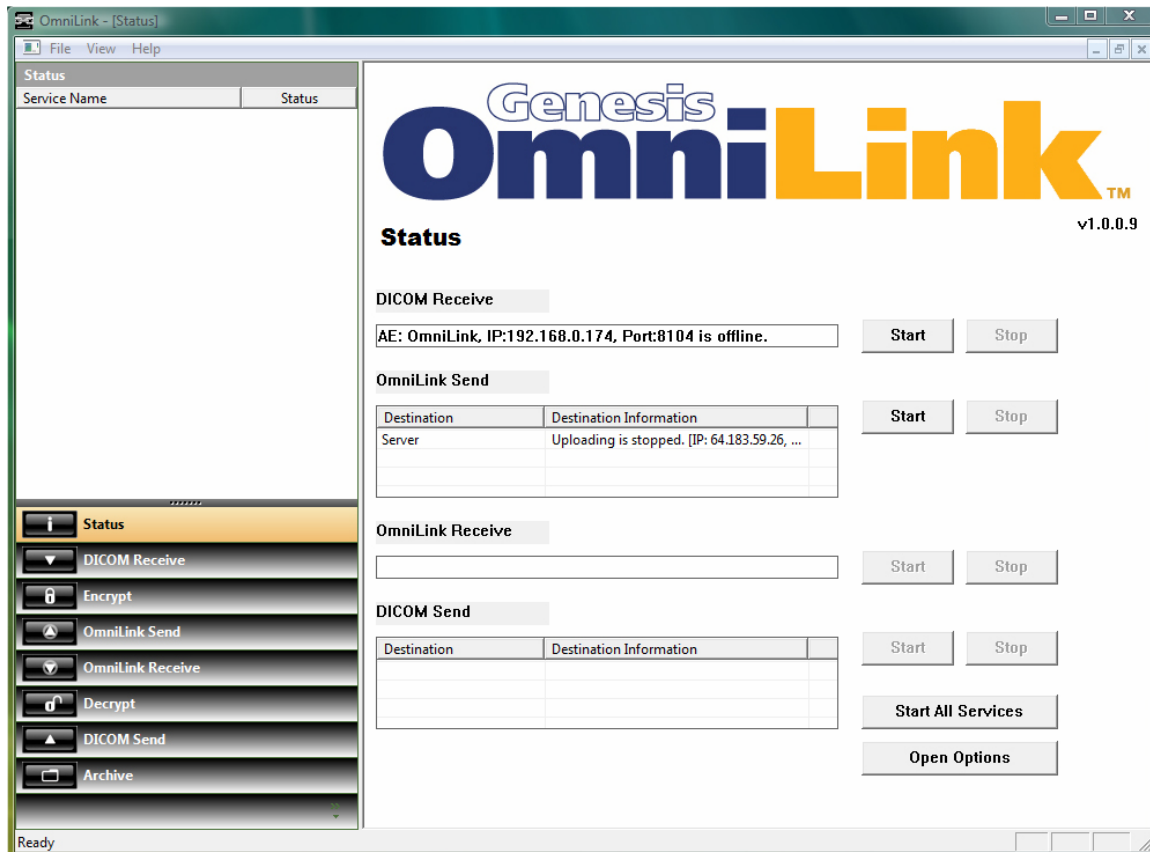 OmniLink - [Status]
File View Help
Status
Service Name Status
Genesis
OmniLink™
v1.0.0.9
Status
DICOM Receive
AE: OmniLink, IP:192.168.0.174, Port:8104 is offline.
Start Stop
OmniLink Send
Destination Destination Information
Server Uploading is stopped. [IP: 64.183.59.26, ...
Start Stop
OmniLink Receive
Start Stop
DICOM Send
Destination Destination Information
Start Stop
Start All Services
Open Options
Status
DICOM Receive
Encrypt
OmniLink Send
OmniLink Receive
Decrypt
DICOM Send
Archive
Ready